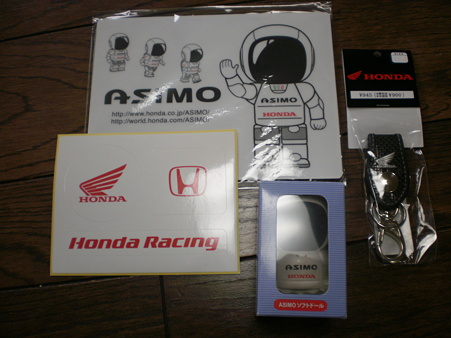 ASIMO
http://www.honda.co.jp/ASIMO/
http://world.honda.com/ASIMO/
ASIMO
HONDA
HONDA
HONDA
Honda Racing
ASIMO
HONDA
ASIMOソフトドール